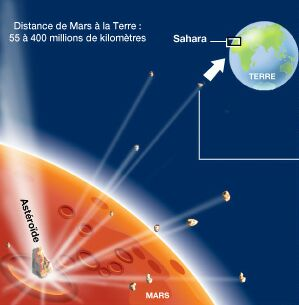 Distance de Mars à la Terre :
55 à 400 millions de kilomètres
Sahara
TERRE
Astéroïde
MARS